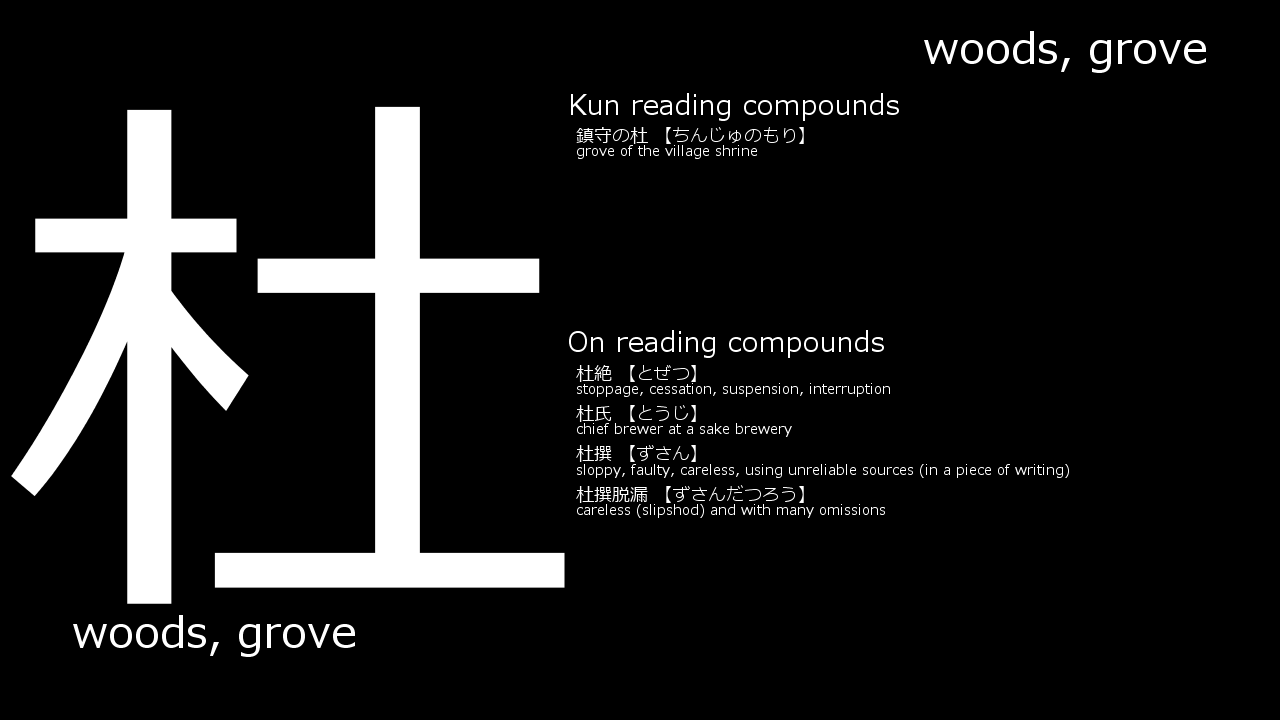 woods, grove
杜
Kun reading compounds
鎮守の杜 【ちんじゅのもり】
grove of the village shrine
On reading compounds
杜絶 【とぜつ】
stoppage, cessation, suspension, interruption
杜氏 【とうじ】
chief brewer at a sake brewery
杜撰 【ずさん】
sloppy, faulty, careless, using unreliable sources (in a piece of writing)
杜撰脱漏 【ずさんだつろう】
careless (slipshod) and with many omissions
woods, grove